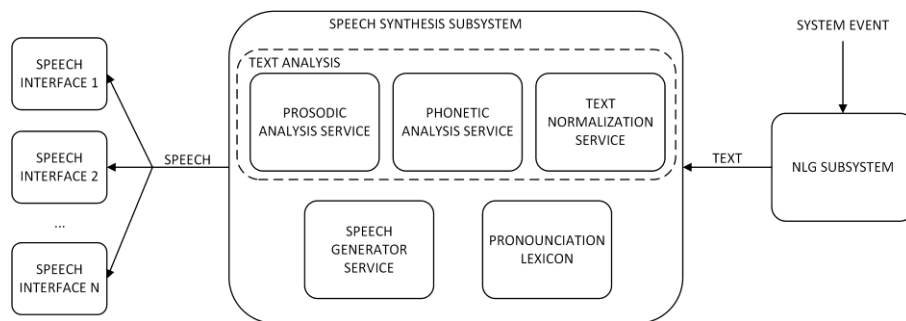 SPEECH SYNTHESIS SUBSYSTEM
SYSTEM EVENT
SPEECH
INTERFACE 1
TEXT ANALYSIS
PROSODIC
ANALYSIS SERVICE
PHONETIC
ANALYSIS SERVICE
TEXT
NORMALIZATION
SERVICE
SPEECH
INTERFACE 2
SPEECH
TEXT
NLG SUBSYSTEM
...
SPEECH
GENERATOR
SERVICE
PRONOUNCIATION
LEXICON
SPEECH
INTERFACE N